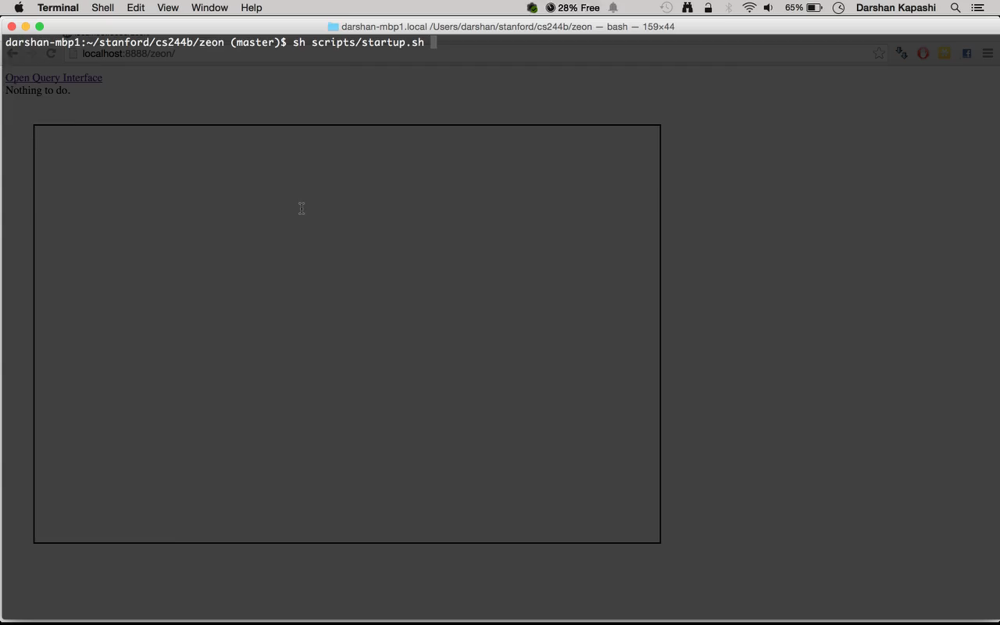 Terminal Shell Edit View Window Help 28% Free 65% Darshan Kapashi
darshan-mbp1.local /Users/darshan/stanford/cs244b/zeon — bash — 159×44
darshan-mbp1:~/stanford/cs244b/zeon (master)$ sh scripts/startup.sh
localhost:8888/zeon/
Open Query Interface
Nothing to do.